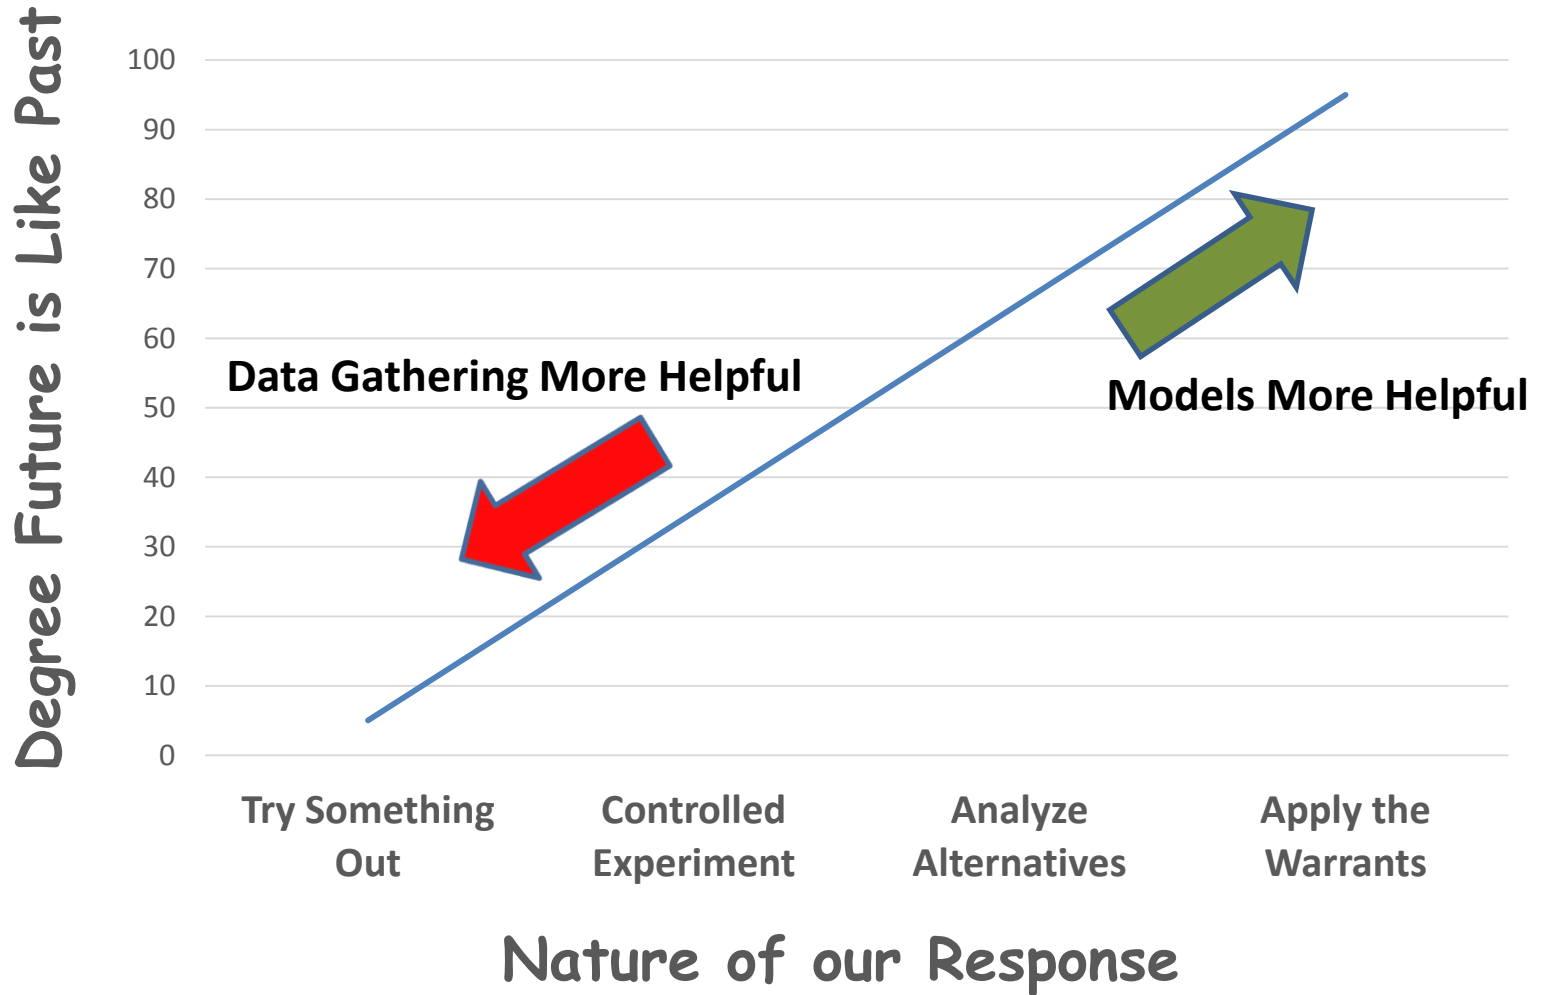 Degree Future is Like Past
100
90
80
70
60
50
40
30
20
10
0
Data Gathering More Helpful
Models More Helpful
Try Something
Out
Controlled
Experiment
Analyze
Alternatives
Apply the
Warrants
Nature of our Response